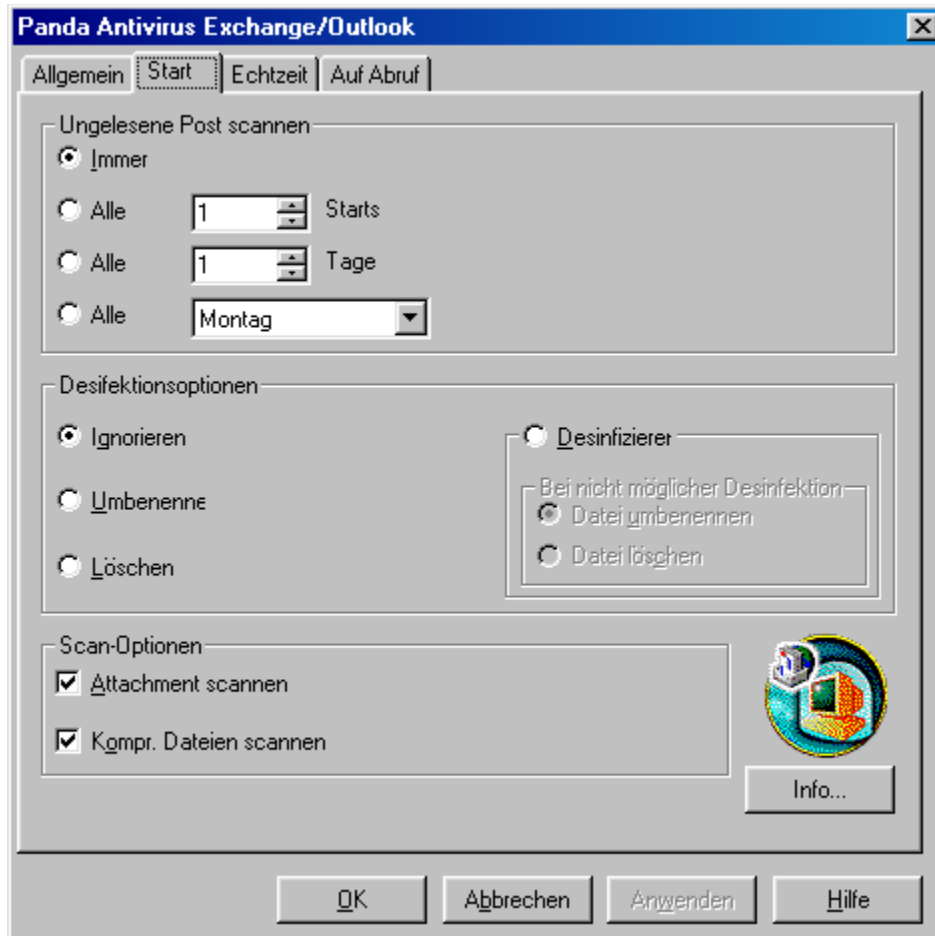 Panda Antivirus Exchange/Outlook
Allgemein Start Echtzeit Auf Abruf
Ungelesene Post scannen
Immer
Alle 1 Starts
Alle 1 Tage
Alle Montag
Desifektionsoptionen
Ignorieren
Umbenenne
Löschen
Desinfizierer
Bei nicht möglicher Desinfektion
Datei umbenennen
Datei löschen
Scan-Optionen
Attachment scannen
Kompr. Dateien scannen
Info...
OK Abbrechen Anwenden Hilfe